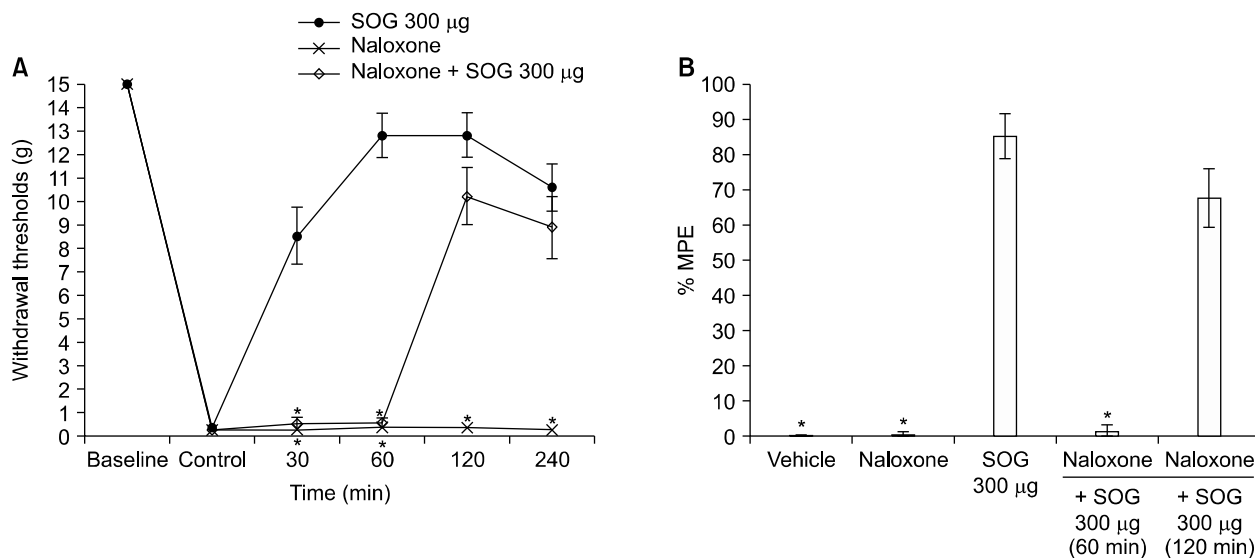 SOG 300 µg
Naloxone
Naloxone + SOG 300 µg
A
15
14
13
12
11
10
9
8
7
6
5
4
3
2
1
0
Withdrawal thresholds (g)
* * * *
* *
Baseline Control 30 60 120 240
Time (min)
B
100
90
80
70
60
50
40
30
20
10
0
% MPE
* * *
Vehicle Naloxone SOG Naloxone Naloxone
300 µg
+ SOG + SOG
300 µg 300 µg
(60 min) (120 min)